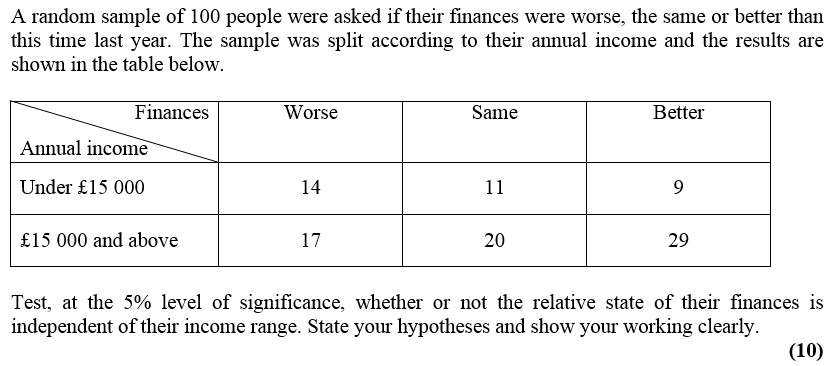 A random sample of 100 people were asked if their finances were worse, the same or better than
this time last year. The sample was split according to their annual income and the results are
shown in the table below.
Finances Worse Same Better
Annual income
Under £15 000 14 11 9
£15 000 and above 17 20 29
Test, at the 5% level of significance, whether or not the relative state of their finances is
independent of their income range. State your hypotheses and show your working clearly.
(10)